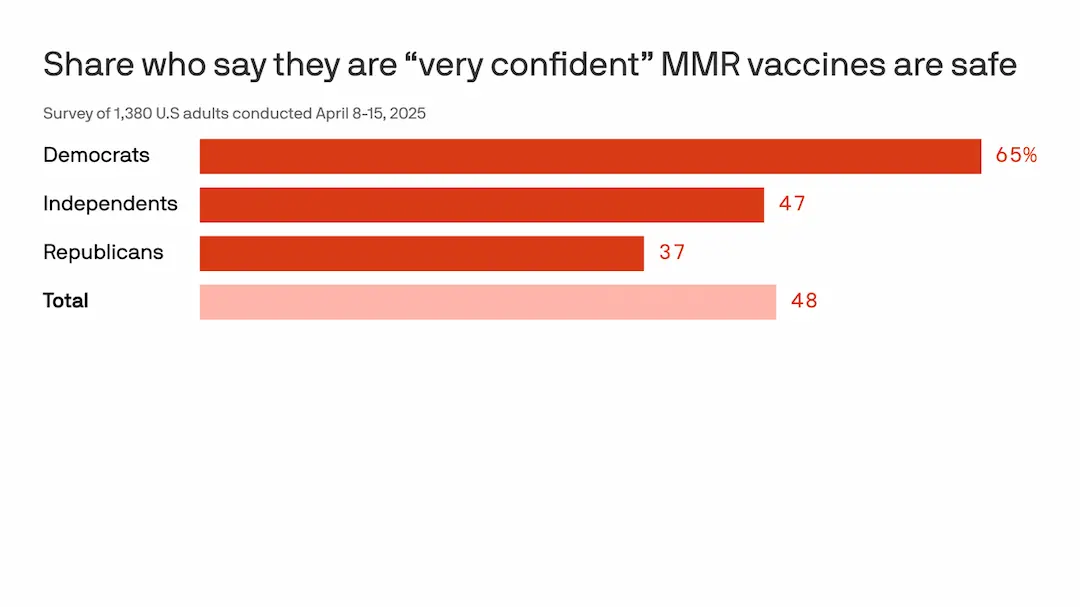 Share who say they are “very confident” MMR vaccines are safe
Survey of 1,380 U.S adults conducted April 8-15, 2025
Democrats 65%
Independents 47
Republicans 37
Total 48